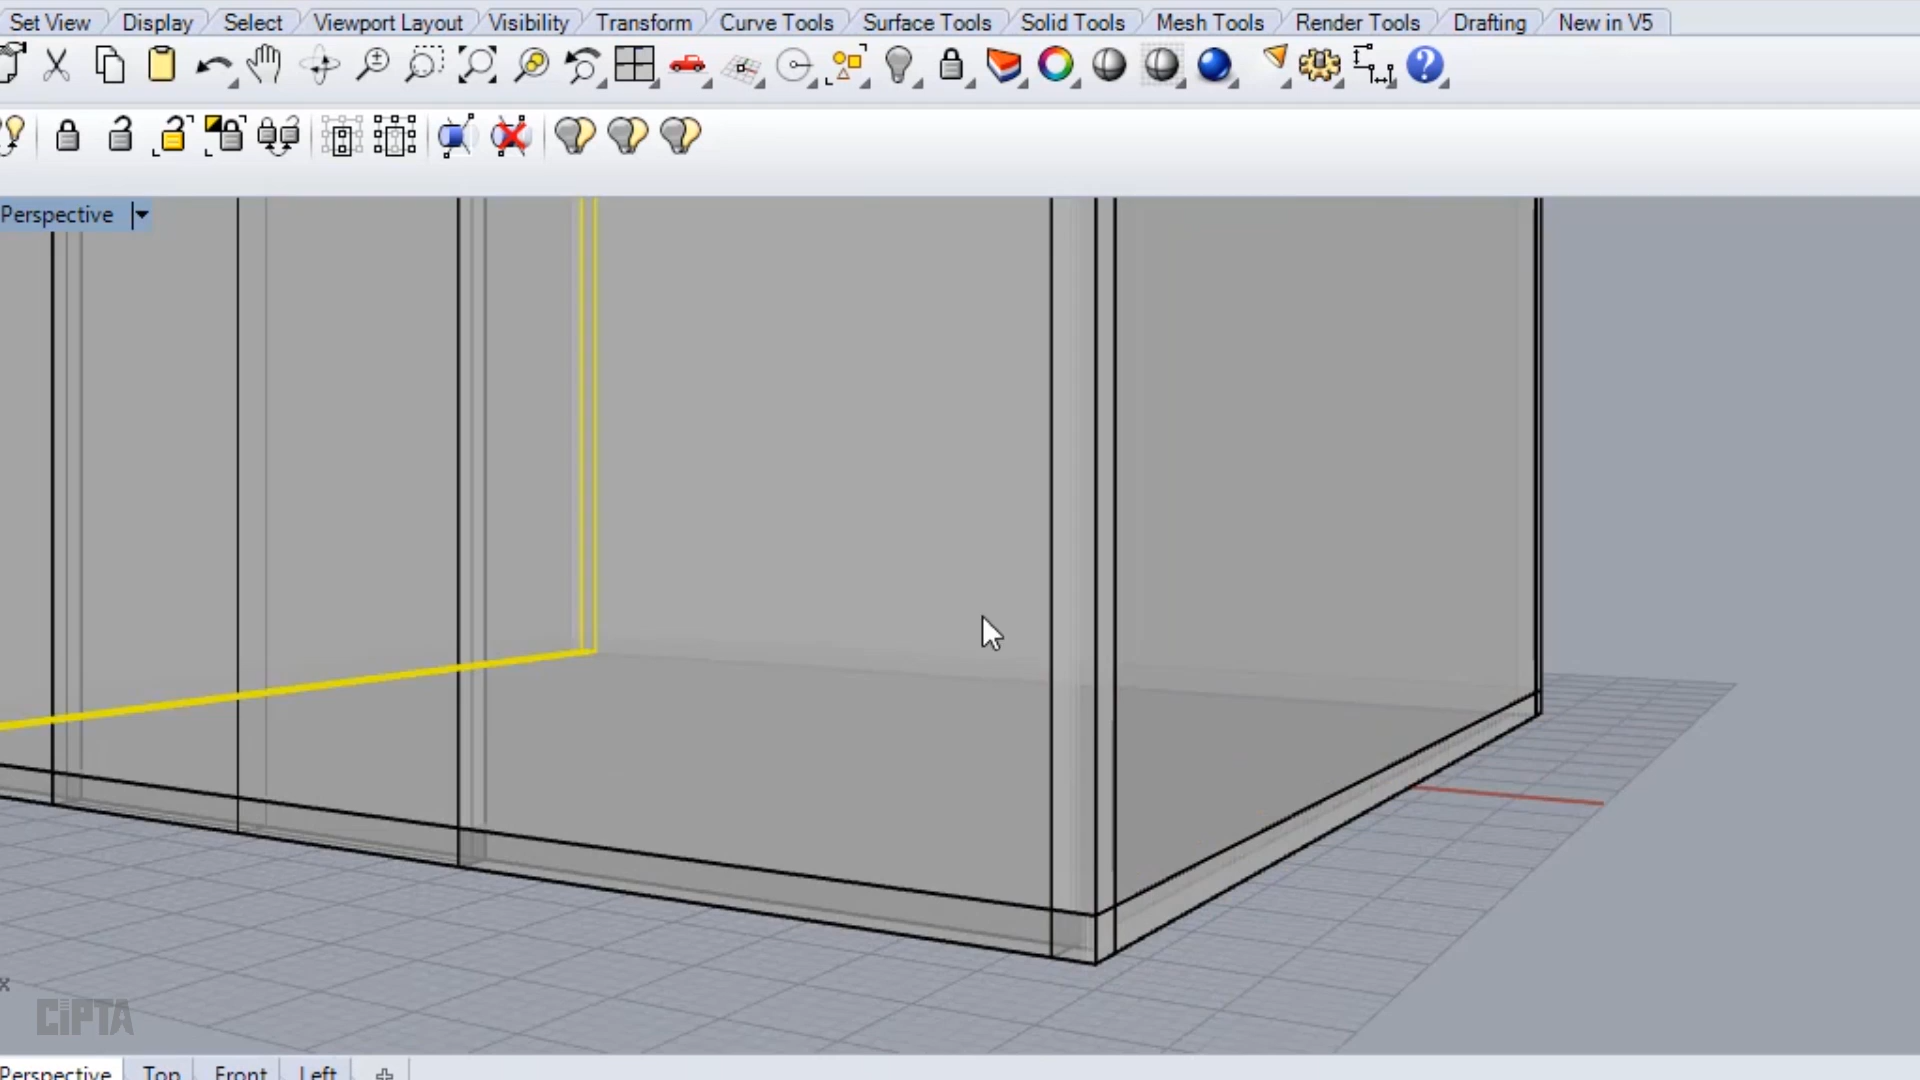 Set View Display Select Viewport Layout Visibility Transform Curve Tools Surface Tools Solid Tools Mesh Tools Render Tools Drafting New in V5
Perspective
x
CIPTA
Perspective Top Front Left